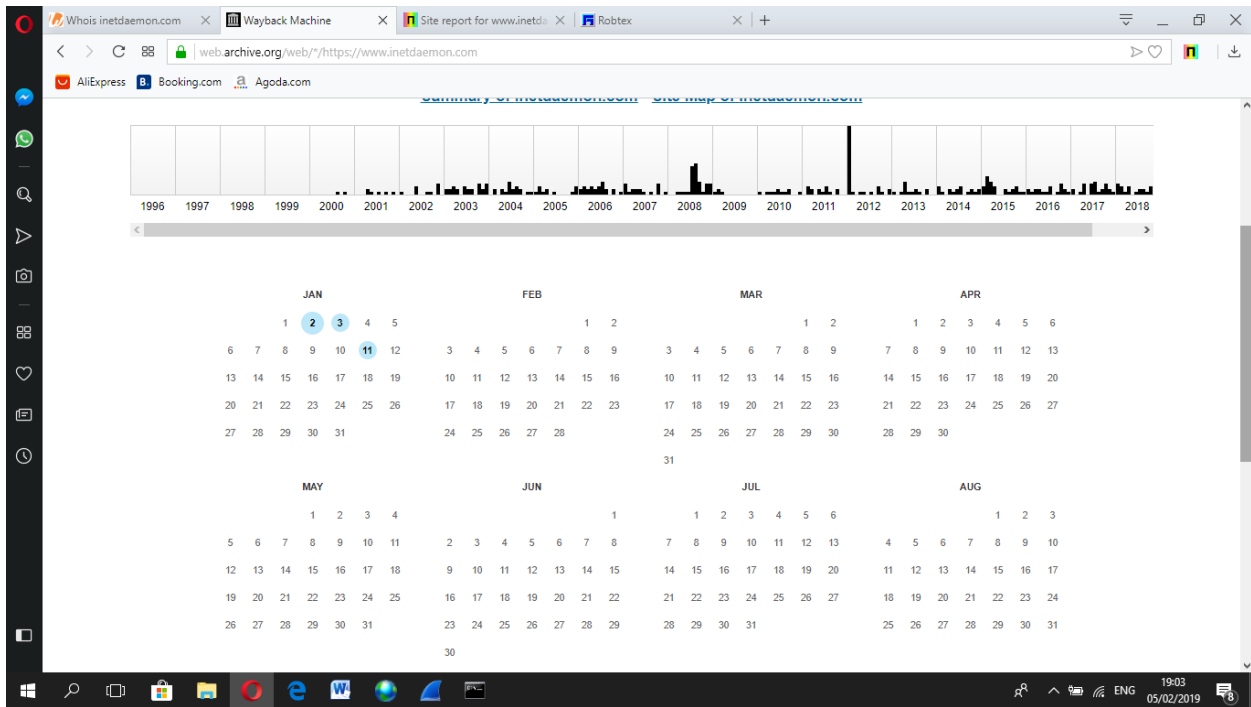 Whois inetdaemon.com Wayback Machine Site report for www.inetda Robtex
web.archive.org/web/*/https://www.inetdaemon.com
AliExpress B. Booking.com a Agoda.com
Summary of inetdaemon.com Site Map of inetdaemon.com
1996 1997 1998 1999 2000 2001 2002 2003 2004 2005 2006 2007 2008 2009 2010 2011 2012 2013 2014 2015 2016 2017 2018
JAN FEB MAR APR
1 2 3 4 5 1 2 1 2 1 2 3 4 5 6
6 7 8 9 10 11 12 3 4 5 6 7 8 9 3 4 5 6 7 8 9 7 8 9 10 11 12 13
13 14 15 16 17 18 19 10 11 12 13 14 15 16 10 11 12 13 14 15 16 14 15 16 17 18 19 20
20 21 22 23 24 25 26 17 18 19 20 21 22 23 17 18 19 20 21 22 23 21 22 23 24 25 26 27
27 28 29 30 31 24 25 26 27 28 24 25 26 27 28 29 30 28 29 30
31
MAY JUN JUL AUG
1 2 3 4 1 1 2 3 4 5 6 1 2 3
5 6 7 8 9 10 11 2 3 4 5 6 7 8 7 8 9 10 11 12 13 4 5 6 7 8 9 10
12 13 14 15 16 17 18 9 10 11 12 13 14 15 14 15 16 17 18 19 20 11 12 13 14 15 16 17
19 20 21 22 23 24 25 16 17 18 19 20 21 22 21 22 23 24 25 26 27 18 19 20 21 22 23 24
26 27 28 29 30 31 23 24 25 26 27 28 29 28 29 30 31 25 26 27 28 29 30 31
30
ENG
19:03
05/02/2019
8